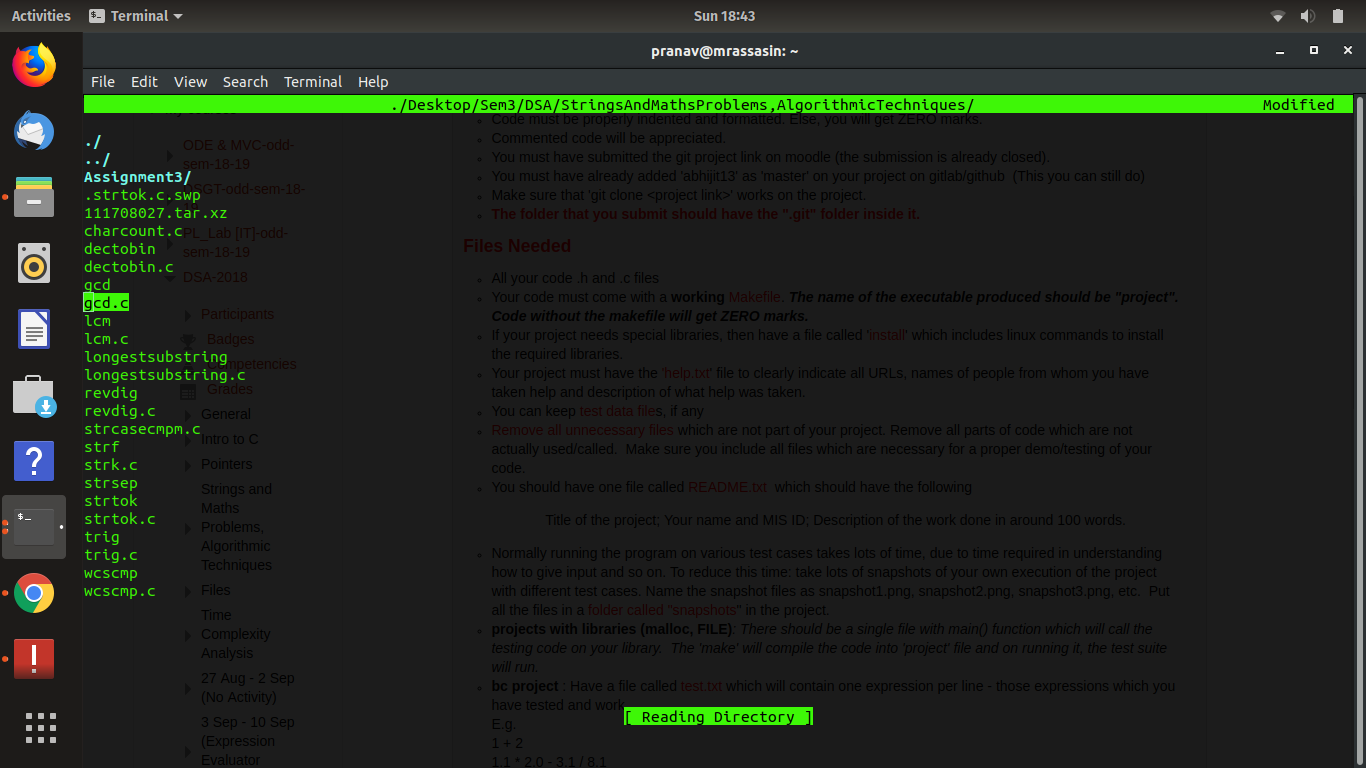 Activities Terminal Sun 18:43
pranav@mrassasin: ~
File Edit View Search Terminal Help
./Desktop/Sem3/DSA/StringsAndMathsProblems,AlgorithmicTechniques/ Modified
./
../
Assignment3/
.strtok.c.swp
111708027.tar.xz
charcount.c
dectobin
dectobin.c
gcd
gcd.c
lcm
lcm.c
longestsubstring
longestsubstring.c
revdig
revdig.c
strcasecmpm.c
strf
strk.c
strsep
strtok
strtok.c
trig
trig.c
wcscmp
wcscmp.c
ODE & MVC-odd-
sem-18-19
DSGT-odd-sem-18-
PL_Lab [IT]-odd-
sem-18-19
DSA-2018
Participants
Badges
Competencies
Grades
General
Intro to C
Pointers
Strings and
Maths
Problems,
Algorithmic
Techniques
Files
Time
Complexity
Analysis
27 Aug - 2 Sep
(No Activity)
3 Sep - 10 Sep
(Expression
Evaluator
Code must be properly indented and formatted. Else, you will get ZERO marks.
Commented code will be appreciated.
You must have submitted the git project link on moodle (the submission is already closed).
You must have already added 'abhijit13' as 'master' on your project on gitlab/github (This you can still do)
Make sure that 'git clone <project link>' works on the project.
The folder that you submit should have the ".git" folder inside it.
Files Needed
All your code .h and .c files
Your code must come with a working Makefile. The name of the executable produced should be "project".
Code without the makefile will get ZERO marks.
If your project needs special libraries, then have a file called 'install' which includes linux commands to install
the required libraries.
Your project must have the 'help.txt' file to clearly indicate all URLs, names of people from whom you have
taken help and description of what help was taken.
You can keep test data files, if any
Remove all unnecessary files which are not part of your project. Remove all parts of code which are not
actually used/called. Make sure you include all files which are necessary for a proper demo/testing of your
code.
You should have one file called README.txt which should have the following
Title of the project; Your name and MIS ID; Description of the work done in around 100 words.
Normally running the program on various test cases takes lots of time, due to time required in understanding
how to give input and so on. To reduce this time: take lots of snapshots of your own execution of the project
with different test cases. Name the snapshot files as snapshot1.png, snapshot2.png, snapshot3.png, etc. Put
all the files in a folder called "snapshots" in the project.
projects with libraries (malloc, FILE): There should be a single file with main() function which will call the
testing code on your library. The 'make' will compile the code into 'project' file and on running it, the test suite
will run.
bc project : Have a file called test.txt which will contain one expression per line - those expressions which you
have tested and work.
[ Reading Directory ]
E.g.
1 + 2
1.1 * 2.0 - 3.1 / 8.1